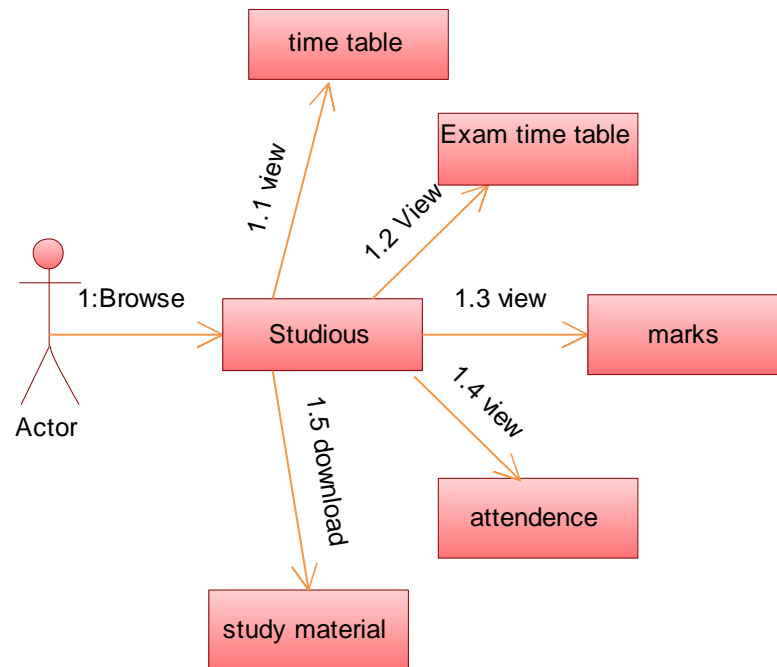 time table
Exam time table
1.1 view
1.2 View
1:Browse
Studious
1.3 view
marks
Actor
1.4 view
1.5 download
attendence
study material